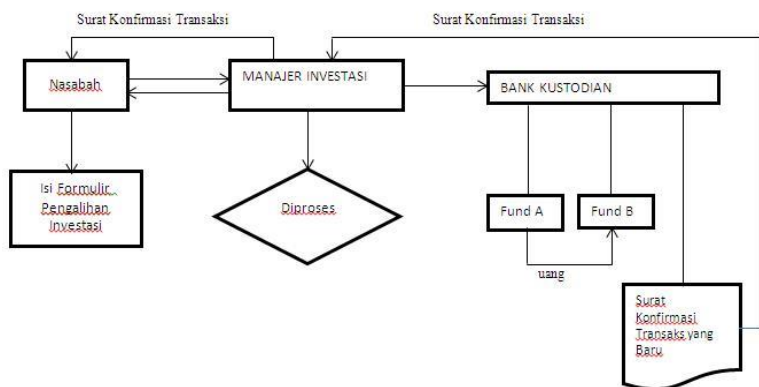 Surat Konfirmasi Transaksi
Surat Konfirmasi Transaksi
Nasabah
MANAJER INVESTASI
BANK KUSTODIAN
Isi Formulir
Pengalihan
Investasi
Diproses
Fund A
Fund B
uang
Surat
Konfirmasi
Transaks yang
Baru